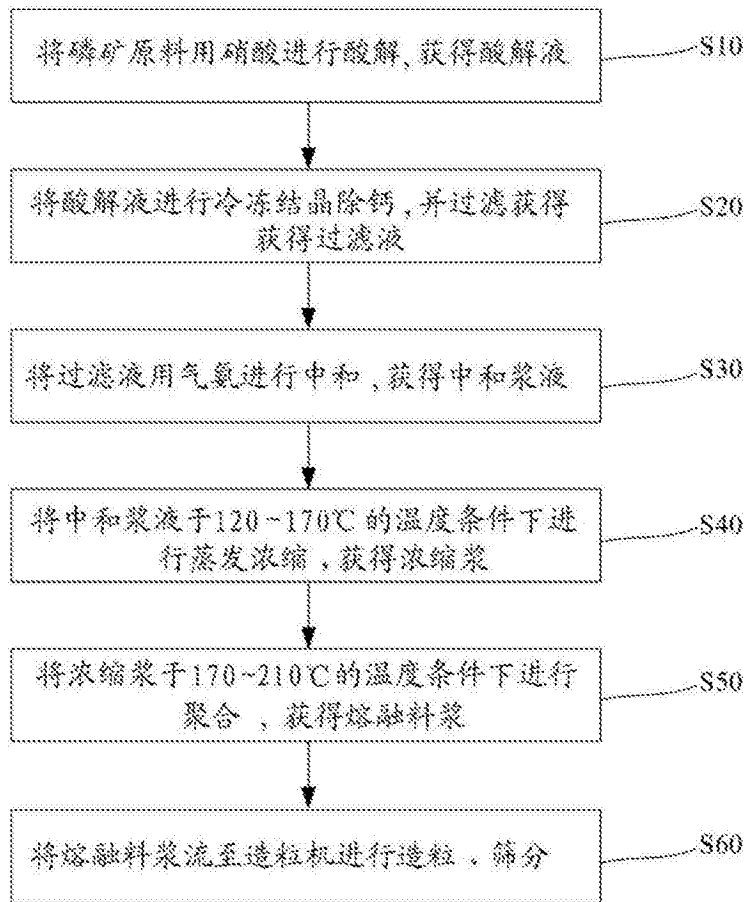 将磷矿原料用硝酸进行酸解、获得酸解液
S10
将酸解液进行冷冻结晶除钙,并过滤获得
获得过滤液
S20
将过滤液用气氨进行中和,获得中和浆液
S30
将中和浆液于120~170℃的温度条件下进
行蒸发浓缩,获得浓缩浆
S40
将浓缩浆于170~210℃的温度条件下进行
聚合,获得熔融料浆
S50
将熔融料浆流至造粒机进行造粒、筛分
S60